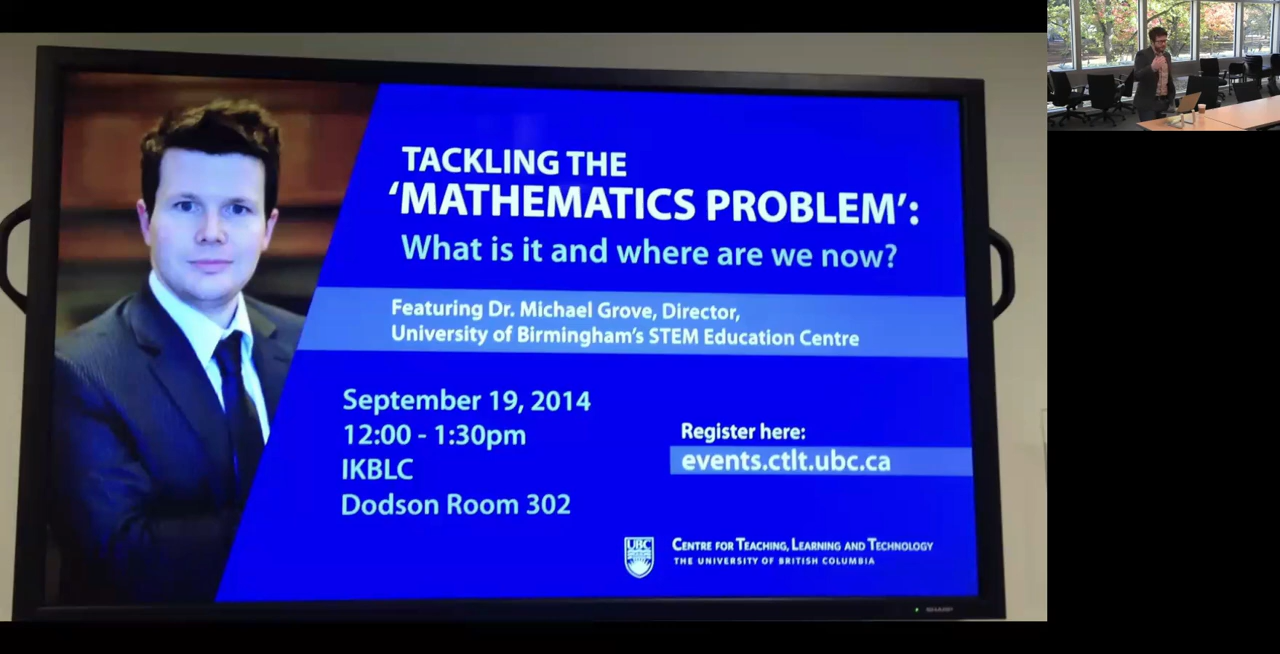 TACKLING THE
‘MATHEMATICS PROBLEM’:
What is it and where are we now?
Featuring Dr. Michael Grove, Director,
University of Birmingham’s STEM Education Centre
September 19, 2014
12:00 - 1:30pm
IKBLC
Dodson Room 302
Register here:
events.ctlt.ubc.ca
UBC
CENTRE FOR TEACHING, LEARNING AND TECHNOLOGY
THE UNIVERSITY OF BRITISH COLUMBIA
SHARP